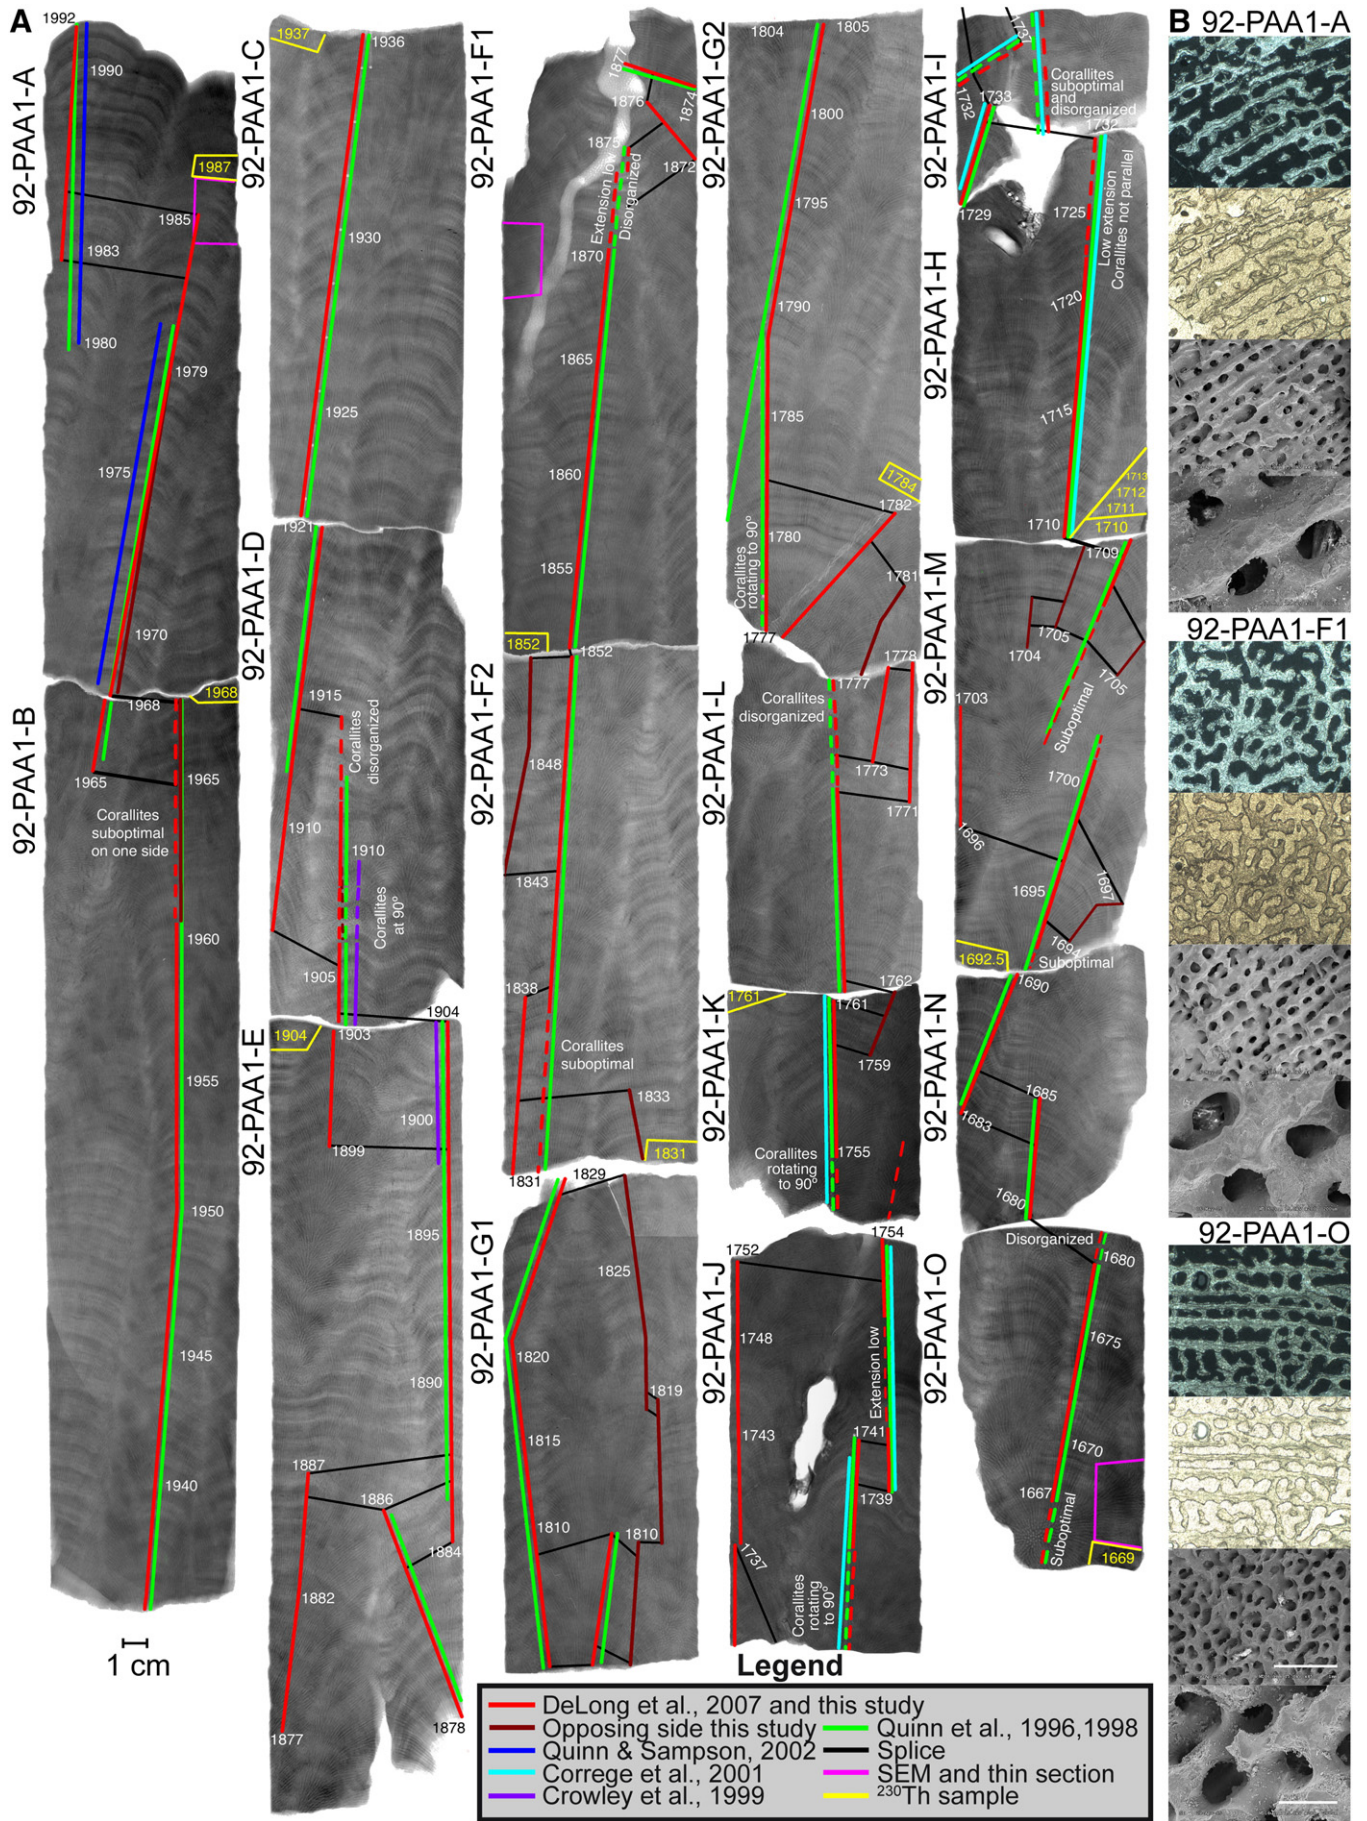 A
92-PAA1-A
1992
1990
1987
1985
1983
1980
1979
1975
1970
1968
1968
92-PAA1-B
1965
1965
Corallites
suboptimal
on one side
1960
1955
1950
1945
1940
1 cm
92-PAA1-C
1937
1936
1930
1925
1921
92-PAA1-D
1915
Corallites
disorganized
1910
1910
Corallites
at 90°
1905
1904
1903
1904
92-PAA1-E
1900
1899
1895
1890
1887
1886
1884
1882
1878
1877
92-PAA1-F1
1877
1876
1874
1875
1872
Extension low
Disorganized
1870
1865
1860
1855
1852
1852
92-PAA1-F2
1848
1843
1838
Corallites
suboptimal
1833
1831
1831
1829
92-PAA1-G1
1825
1820
1819
1815
1810
1810
92-PAA1-G2
1804
1805
1800
1795
1790
1785
1784
1782
1781
1780
Corallites
rotating to 90°
1777
1777
1778
92-PAA1-L
Corallites
disorganized
1773
1771
1762
1761
1761
92-PAA1-K
1759
1755
Corallites
rotating
to 90°
1754
1752
92-PAA1-J
1748
1743
Extension low
1741
1739
1737
Corallites
rotating
to 90°
92-PAA1-I
1737
Corallites
suboptimal
and
disorganized
1732
1733
1732
1729
92-PAA1-H
1725
Low extension
Corallites not parallel
1720
1715
1713
1712
1711
1710
1710
1709
92-PAA1-M
1705
1704
1705
1703
Suboptimal
1700
1696
1697
1695
1694
Suboptimal
1692.5
1690
92-PAA1-N
1685
1683
1680
Disorganized
1680
92-PAA1-O
1675
1670
1667
Suboptimal
1669
Legend
DeLong et al., 2007 and this study
Opposing side this study
Quinn et al., 1996,1998
Quinn & Sampson, 2002
Splice
Correge et al., 2001
SEM and thin section
Crowley et al., 1999
230Th sample
B 92-PAA1-A
92-PAA1-F1
92-PAA1-O